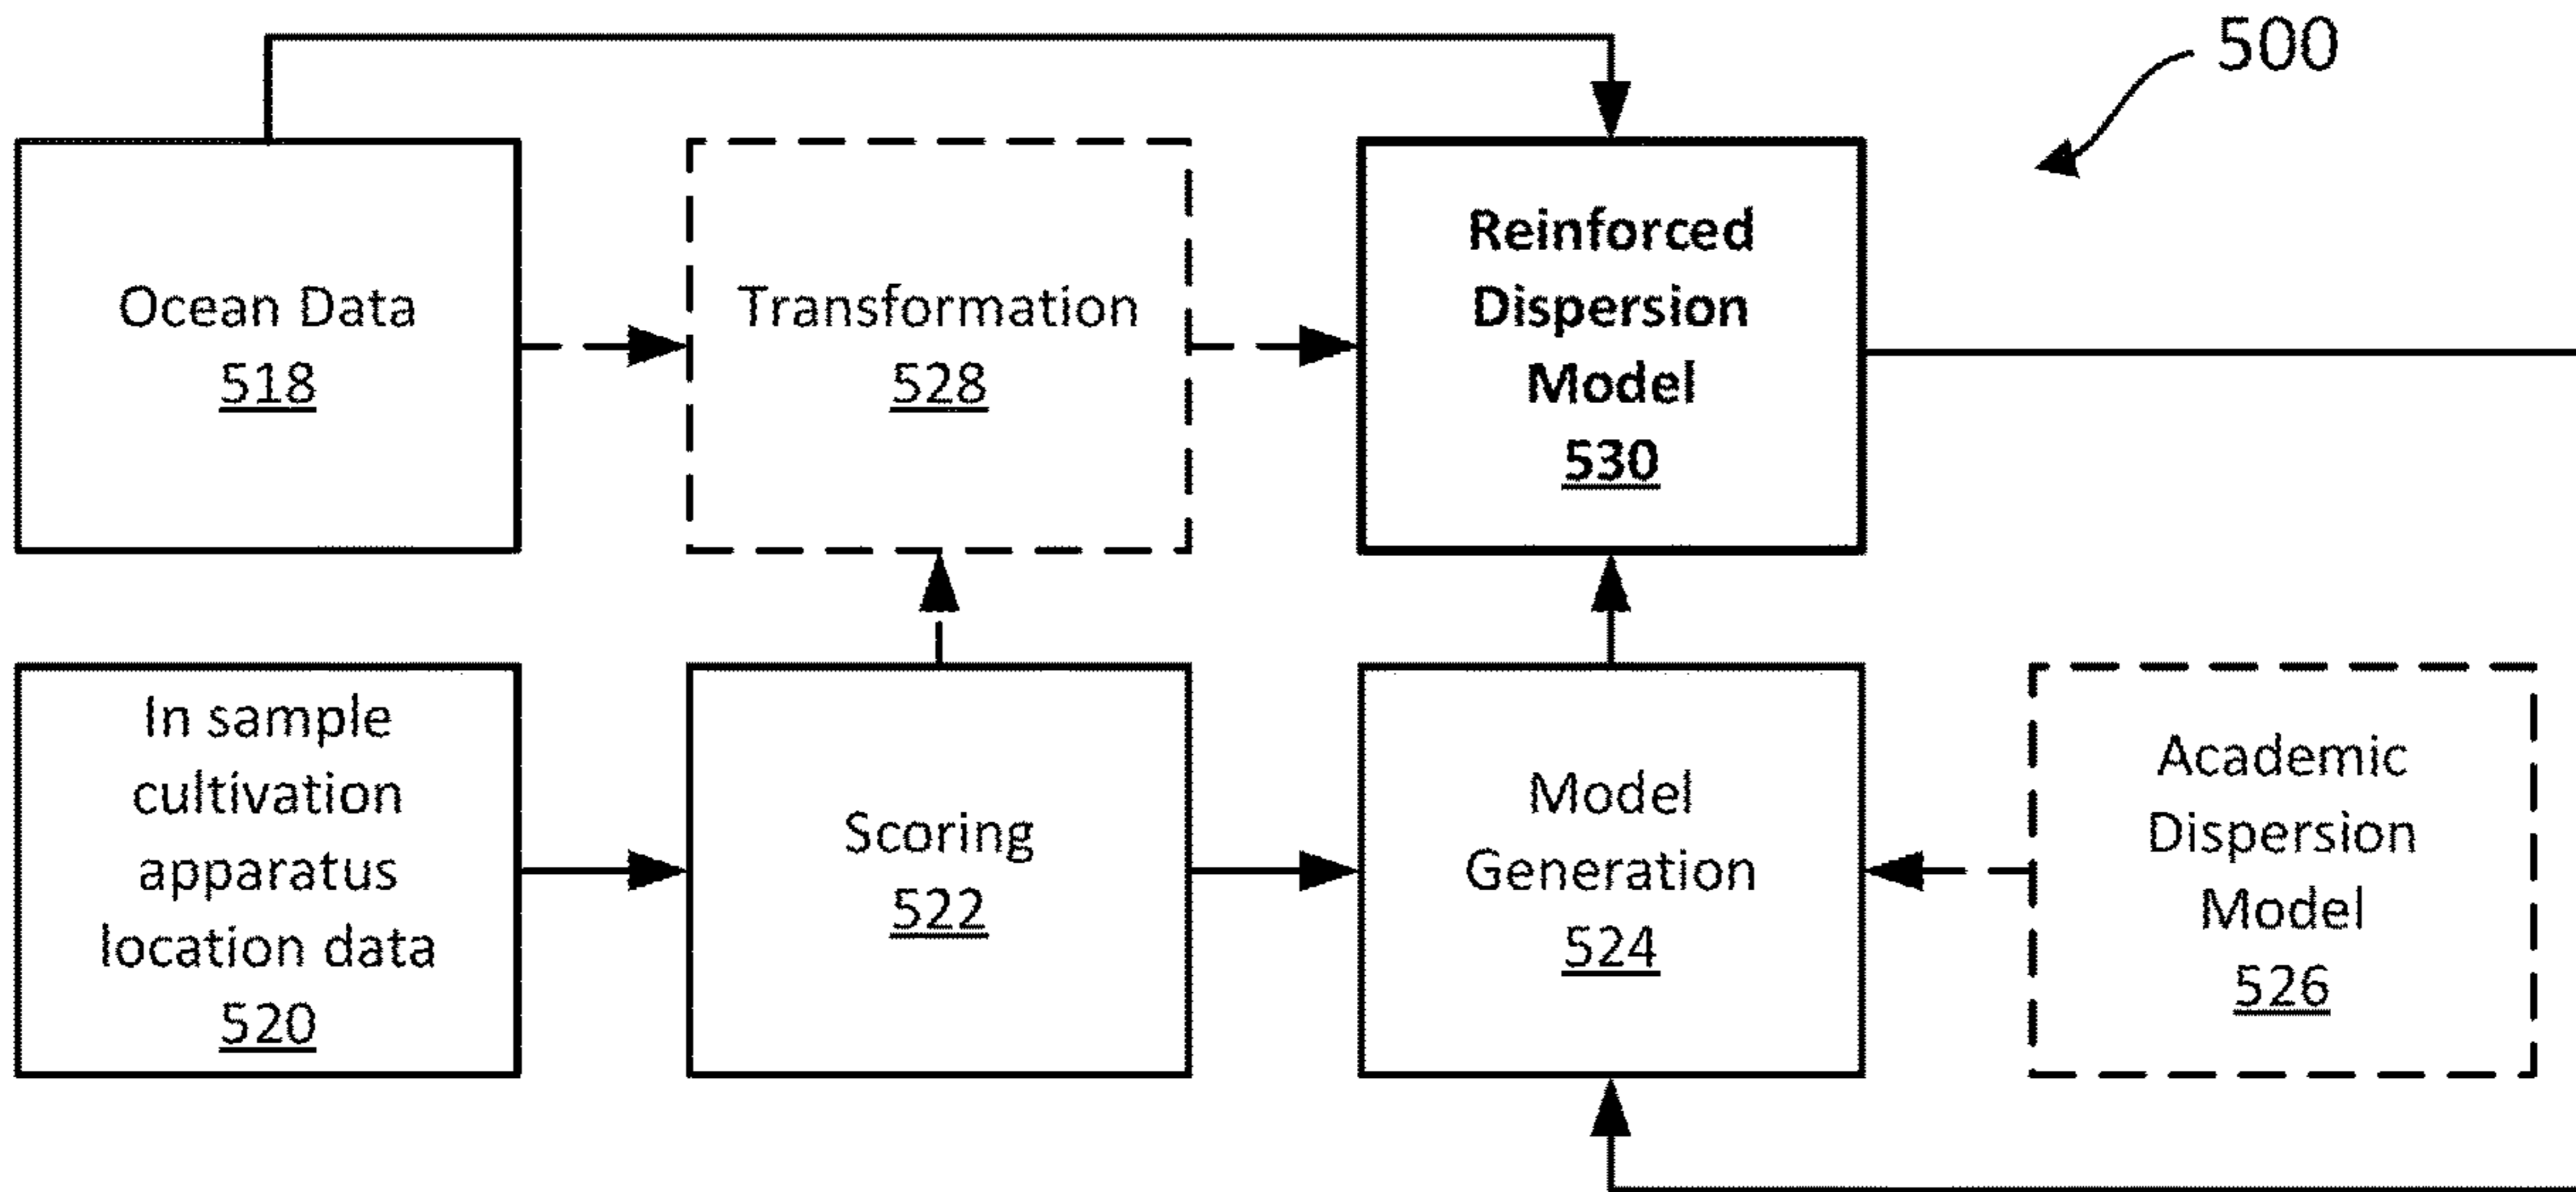 500
Ocean Data
518
Transformation
528
Reinforced
Dispersion
Model
530
In sample
cultivation
apparatus
location data
520
Scoring
522
Model
Generation
524
Academic
Dispersion
Model
526